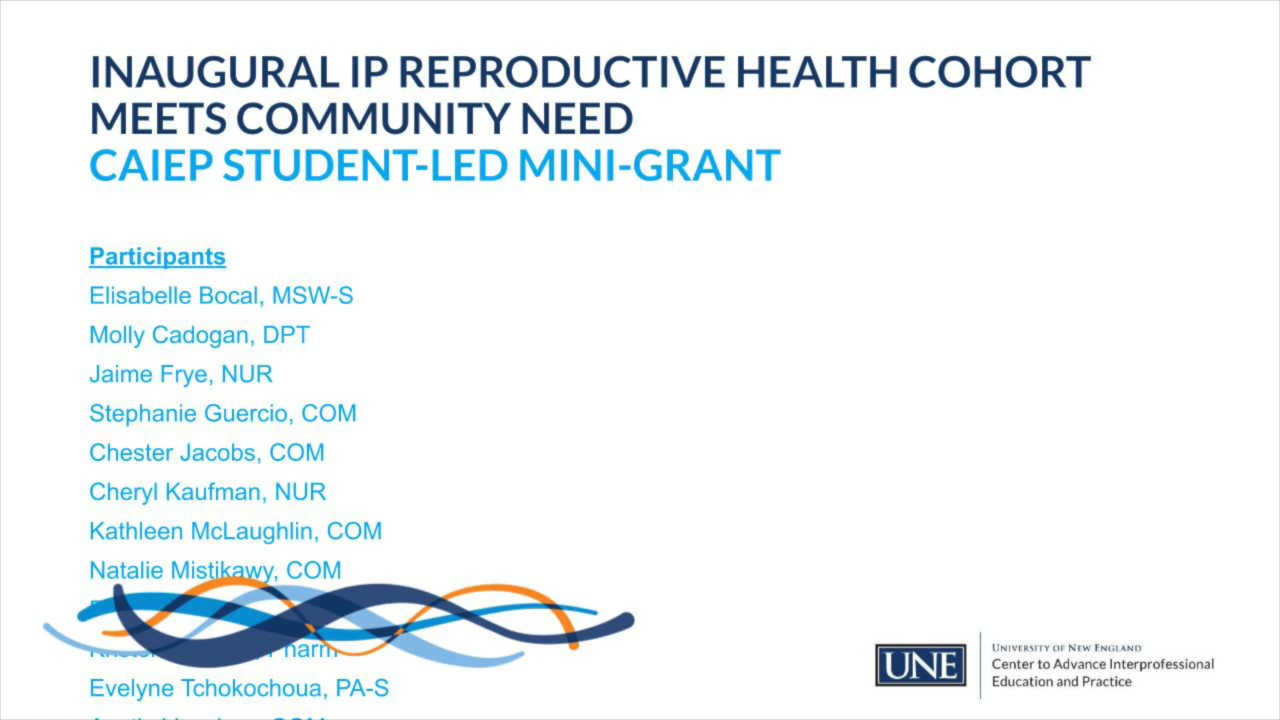 INAUGURAL IP REPRODUCTIVE HEALTH COHORT
MEETS COMMUNITY NEED
CAIEP STUDENT-LED MINI-GRANT
Participants
Elisabelle Bocal, MSW-S
Molly Cadogan, DPT
Jaime Frye, NUR
Stephanie Guercio, COM
Chester Jacobs, COM
Cheryl Kaufman, NUR
Kathleen McLaughlin, COM
Natalie Mistikawy, COM
Evelyne Tchokochoua, PA-S
UNE
UNIVERSITY OF NEW ENGLAND
Center to Advance Interprofessional
Education and Practice